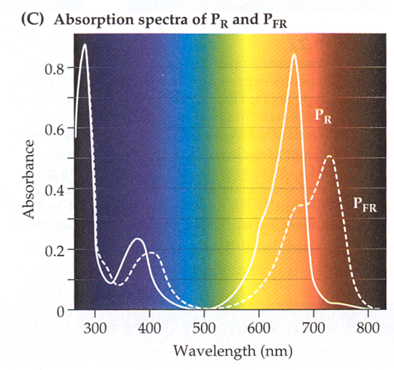 (C) Absorption spectra of PR and PFR
0.8
0.6
0.4
0.2
0
Absorbance
PR
PFR
300 400 500 600 700 800
Wavelength (nm)